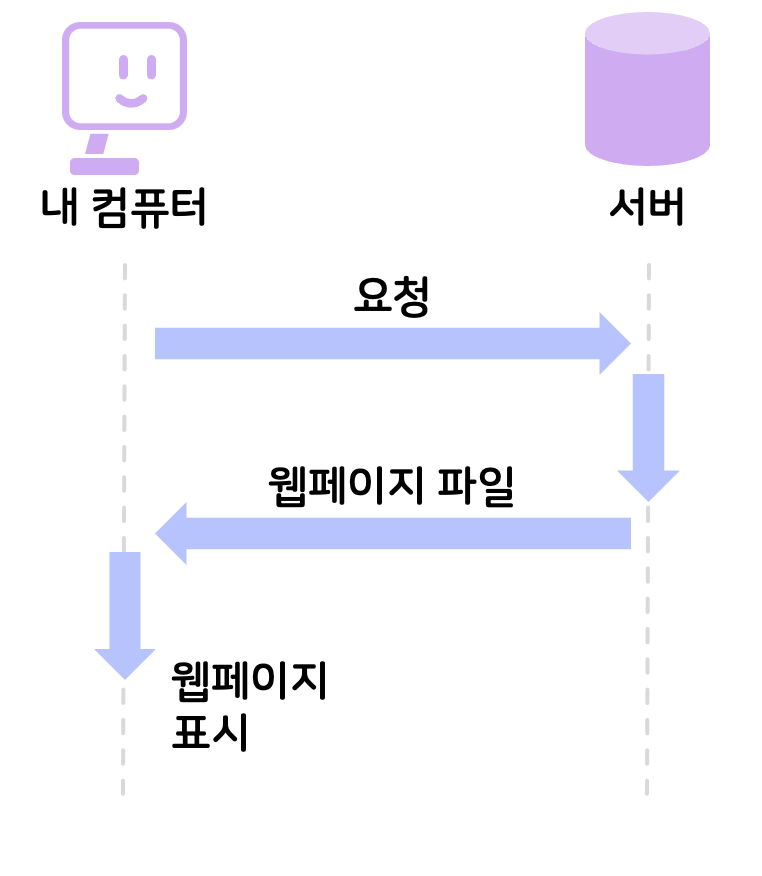 내 컴퓨터
서버
요청
웹페이지 파일
웹페이지
표시